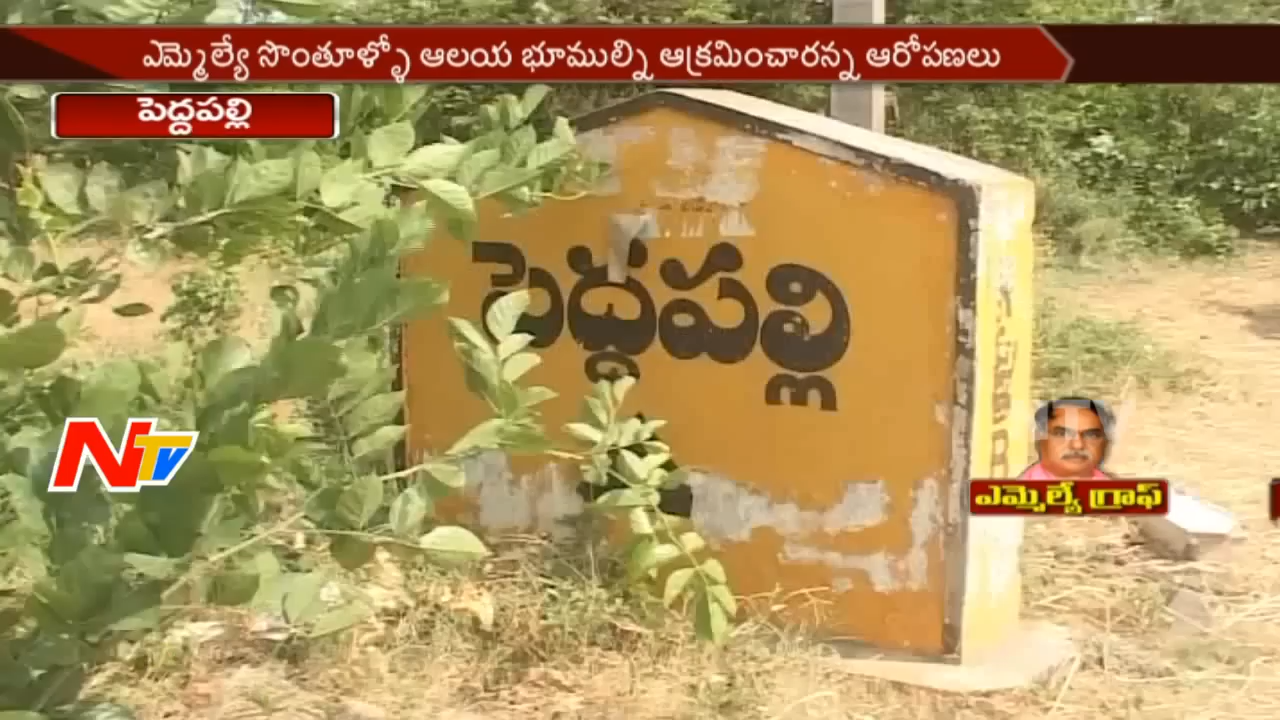 ఎమ్మెల్యే సొంతూళ్ళో ఆలయ భూముల్ని ఆక్రమించారన్న ఆరోపణలు
పెద్దపల్లి
పెద్దపల్లి
NTV
ఎమ్మెల్యే గ్రాఫ్